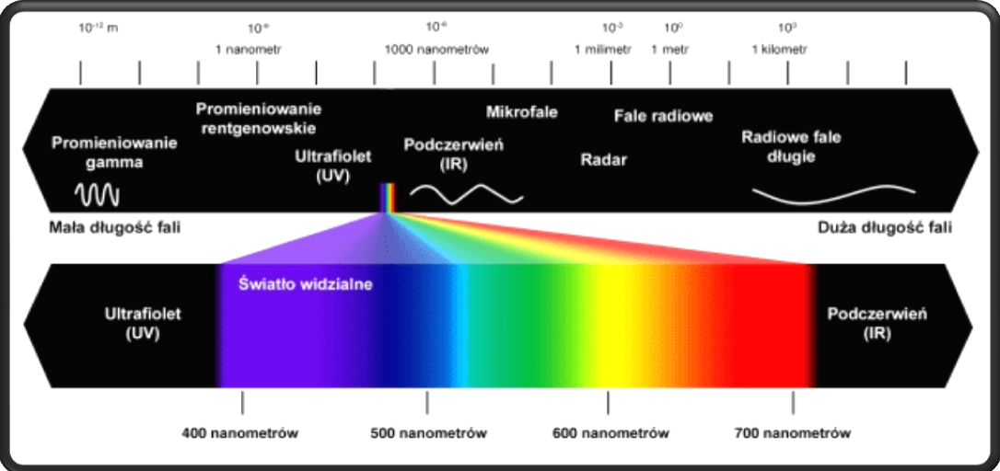 10⁻¹² m 10⁻⁹ 10⁻⁶ 10⁻³ 10⁰ 10³
1 nanometr 1000 nanometrów 1 milimetr 1 metr 1 kilometr
Promieniowanie
rentgenowskie
Mikrofale
Fale radiowe
Promieniowanie
gamma
Ultrafiolet
(UV)
Podczerwień
(IR)
Radar
Radiowe fale
długie
Mała długość fali
Duża długość fali
Światło widzialne
Ultrafiolet
(UV)
Podczerwień
(IR)
400 nanometrów 500 nanometrów 600 nanometrów 700 nanometrów